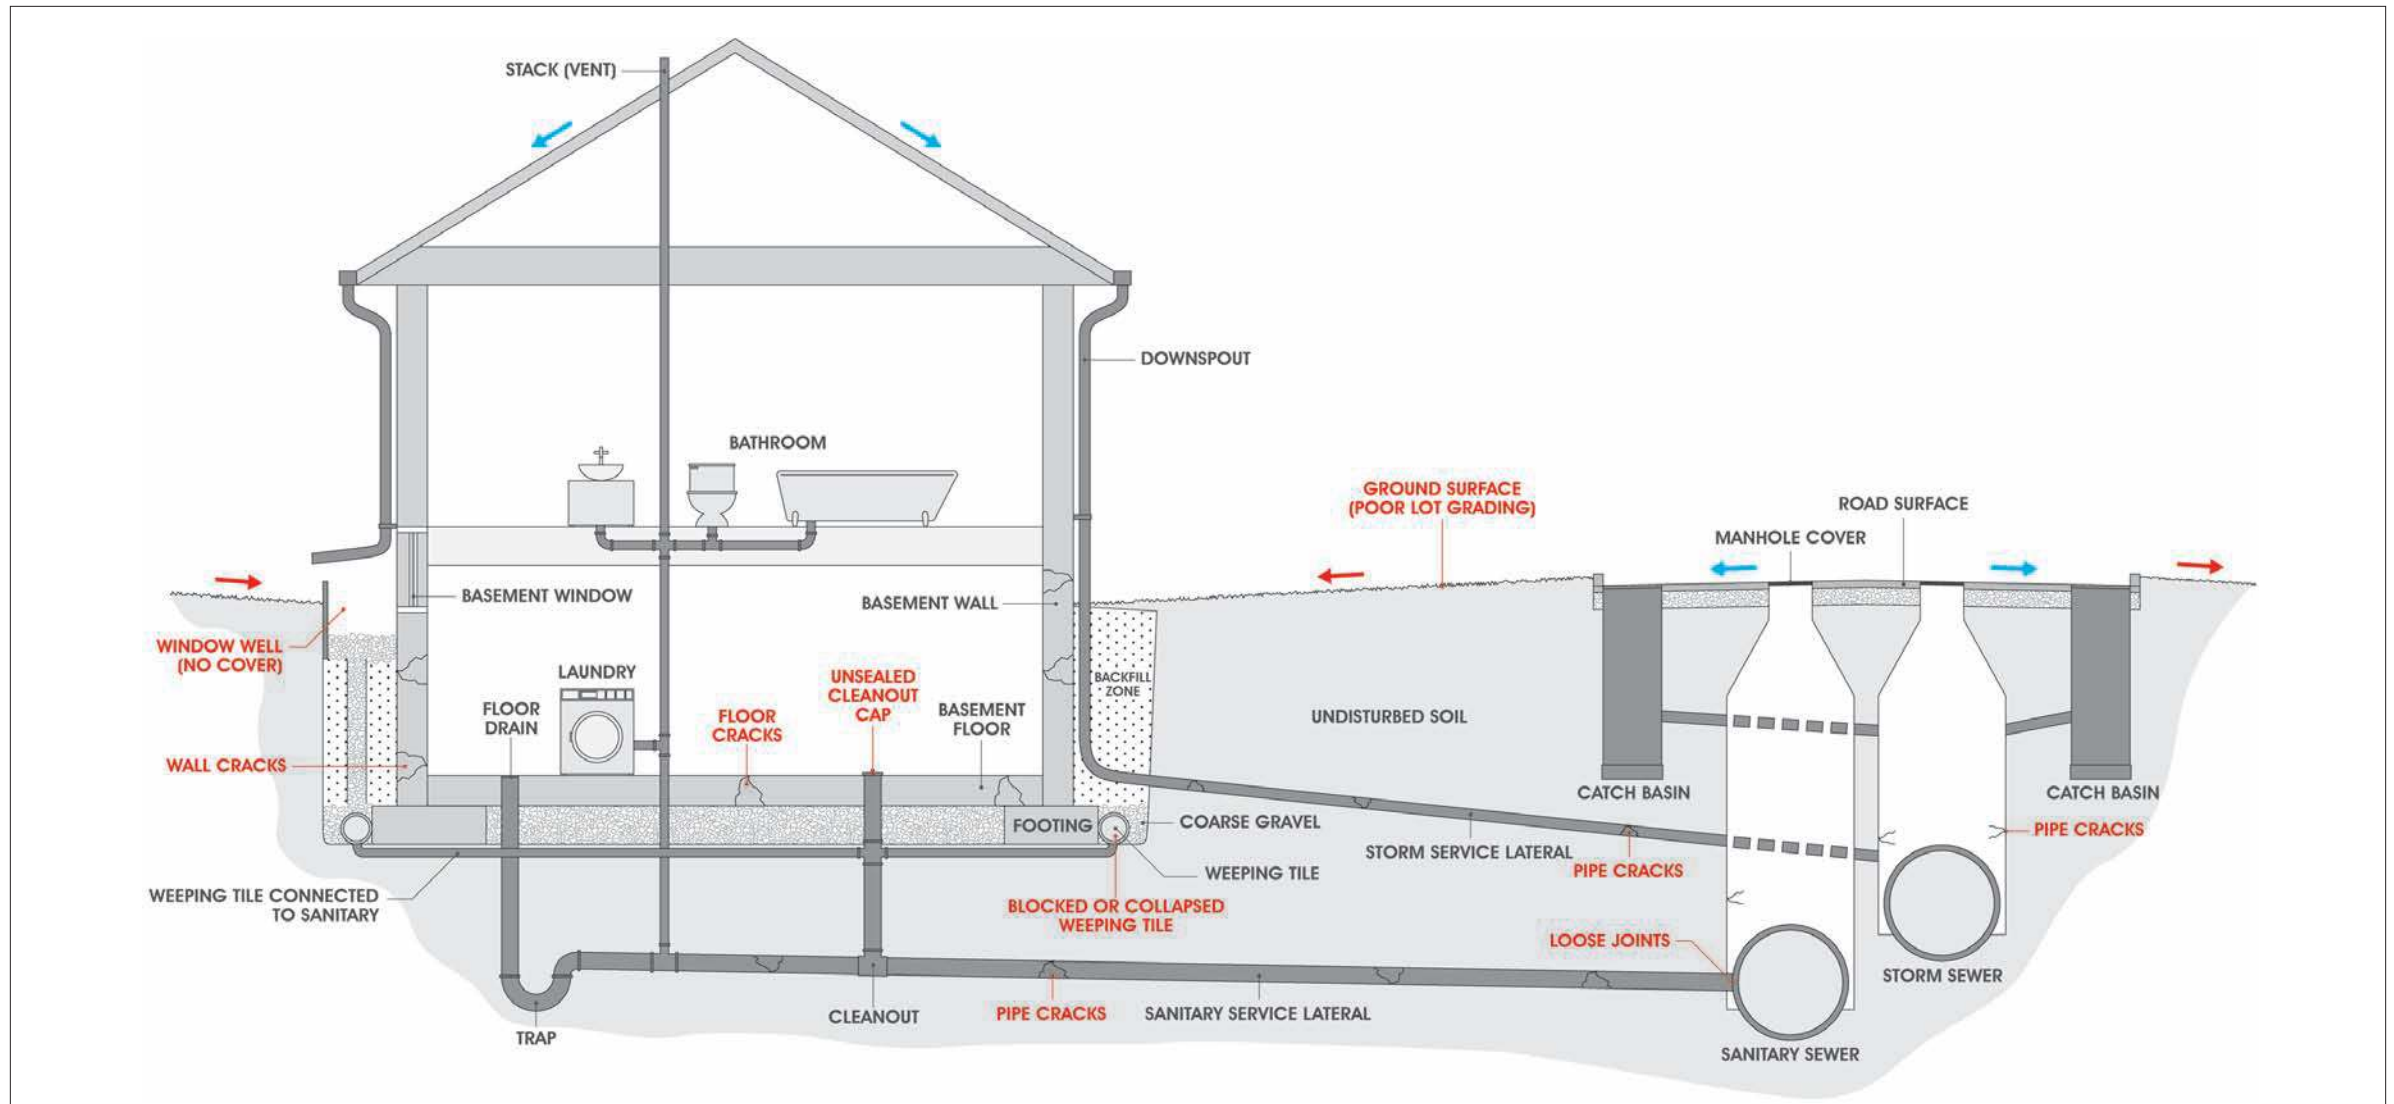 STACK (VENT)
DOWNSPOUT
BATHROOM
GROUND SURFACE
(POOR LOT GRADING)
ROAD SURFACE
MANHOLE COVER
BASEMENT WINDOW
BASEMENT WALL
WINDOW WELL
(NO COVER)
LAUNDRY
UNSEALED
CLEANOUT
CAP
BACKFILL
ZONE
FLOOR
DRAIN
FLOOR
CRACKS
BASEMENT
FLOOR
UNDISTURBED SOIL
WALL CRACKS
CATCH BASIN
CATCH BASIN
FOOTING
COARSE GRAVEL
STORM SERVICE LATERAL
PIPE CRACKS
PIPE CRACKS
WEEPING TILE
WEEPING TILE CONNECTED
TO SANITARY
BLOCKED OR COLLAPSED
WEEPING TILE
LOOSE JOINTS
STORM SEWER
CLEANOUT
PIPE CRACKS
SANITARY SERVICE LATERAL
TRAP
SANITARY SEWER